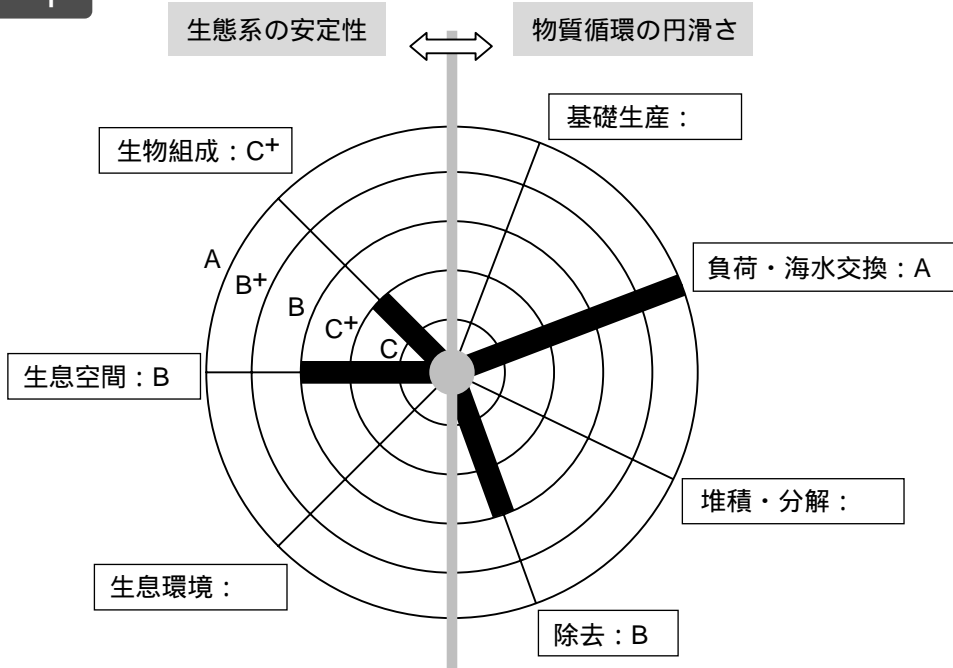 生態系の安定性
物質循環の円滑さ
基礎生産：
生物組成：C+
負荷・海水交換：A
A
B+
B
C+
C
生息空間：B
堆積・分解：
生息環境：
除去：B